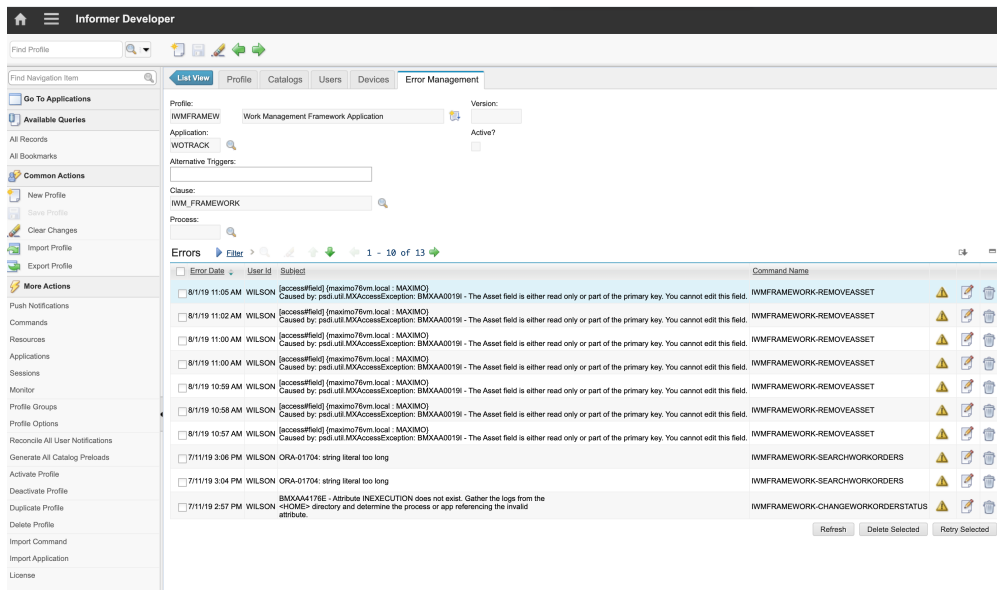 Informer Developer
Find Profile
Find Navigation Item
Go To Applications
Available Queries
All Records
All Bookmarks
Common Actions
New Profile
Save Profile
Clear Changes
Import Profile
Export Profile
More Actions
Push Notifications
Commands
Resources
Applications
Sessions
Monitor
Profile Groups
Profile Options
Reconcile All User Notifications
Generate All Catalog Preloads
Activate Profile
Deactivate Profile
Duplicate Profile
Delete Profile
Import Command
Import Application
License
List View Profile Catalogs Users Devices Error Management
Profile: Version:
IWMFRAMEW Work Management Framework Application
Application: Active?
WOTRACK
Alternative Triggers:
Clause:
IWM_FRAMEWORK
Process:
Errors Filter 1 - 10 of 13
Error Date User Id Subject Command Name
8/1/19 11:05 AM WILSON [access#field] {maximo76vm.local : MAXIMO} IWMFRAMEWORK-REMOVEASSET
Caused by: psdi.util.MXAccessException: BMXAA0019I - The Asset field is either read only or part of the primary key. You cannot edit this field.
8/1/19 11:02 AM WILSON [access#field] {maximo76vm.local : MAXIMO} IWMFRAMEWORK-REMOVEASSET
Caused by: psdi.util.MXAccessException: BMXAA0019I - The Asset field is either read only or part of the primary key. You cannot edit this field.
8/1/19 11:00 AM WILSON [access#field] {maximo76vm.local : MAXIMO} IWMFRAMEWORK-REMOVEASSET
Caused by: psdi.util.MXAccessException: BMXAA0019I - The Asset field is either read only or part of the primary key. You cannot edit this field.
8/1/19 11:00 AM WILSON [access#field] {maximo76vm.local : MAXIMO} IWMFRAMEWORK-REMOVEASSET
Caused by: psdi.util.MXAccessException: BMXAA0019I - The Asset field is either read only or part of the primary key. You cannot edit this field.
8/1/19 10:59 AM WILSON [access#field] {maximo76vm.local : MAXIMO} IWMFRAMEWORK-REMOVEASSET
Caused by: psdi.util.MXAccessException: BMXAA0019I - The Asset field is either read only or part of the primary key. You cannot edit this field.
8/1/19 10:58 AM WILSON [access#field] {maximo76vm.local : MAXIMO} IWMFRAMEWORK-REMOVEASSET
Caused by: psdi.util.MXAccessException: BMXAA0019I - The Asset field is either read only or part of the primary key. You cannot edit this field.
8/1/19 10:57 AM WILSON [access#field] {maximo76vm.local : MAXIMO} IWMFRAMEWORK-REMOVEASSET
Caused by: psdi.util.MXAccessException: BMXAA0019I - The Asset field is either read only or part of the primary key. You cannot edit this field.
7/11/19 3:06 PM WILSON ORA-01704: string literal too long IWMFRAMEWORK-SEARCHWORKORDERS
7/11/19 3:04 PM WILSON ORA-01704: string literal too long IWMFRAMEWORK-SEARCHWORKORDERS
BMXAA4176E - Attribute INEXECUTION does not exist. Gather the logs from the
7/11/19 2:57 PM WILSON <HOME> directory and determine the process or app referencing the invalid IWMFRAMEWORK-CHANGEWORKORDERSTATUS
attribute.
Refresh Delete Selected Retry Selected